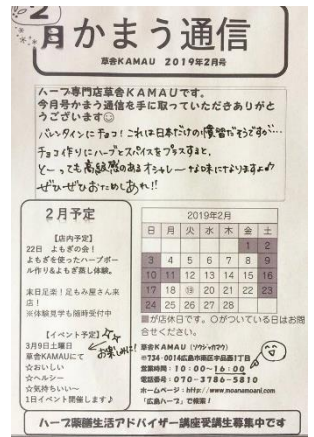 2
月 かまう通信
草舎KAMAU 2019年2月号
ハーブ専門店草舎KAMAUです。
今月号かまう通信を手に取っていただきありがと
うございます☺
バレンタインにチョコ!これは日本だけの慣習だそうですが…
チョコ作りにハーブとスパイスをプラスすると、
とーっても高級感のあるオシャレーな味になりますよ♪
ぜひぜひおためしあれ!!
2月予定
【店内予定】
22日 よもぎの会!
よもぎを使ったハーブボー
ル作り&よもぎ蒸し体験。
末日足楽!足もみ屋さん来
店!
※体験見学も随時受付中
【イベント予定】
3月9日土曜日
草舎KAMAUにて
☆おいしい
☆ヘルシー
☆気持ちいい~
1日イベント開催します♪
お楽しみに!
2019年2月
日 月 火 水 木 金 土
1 2
3 4 5 6 7 8 9
10 11 12 13 14 15 16
17 18 ⑲ 20 21 22 23
24 25 26 27 28
が店休日です。〇がついている日はお問
合せください。
草舎KAMAU(ソウシャカマウ)
〒734-0014広島市南区宇品西5丁目
営業時間:10:00~16:00
電話番号:070-3786-5810
ホームページ:http://www.moanamoani.com
「広島ハーブ」で検索!
ハーブ薬膳生活アドバイザー講座受講生募集中です